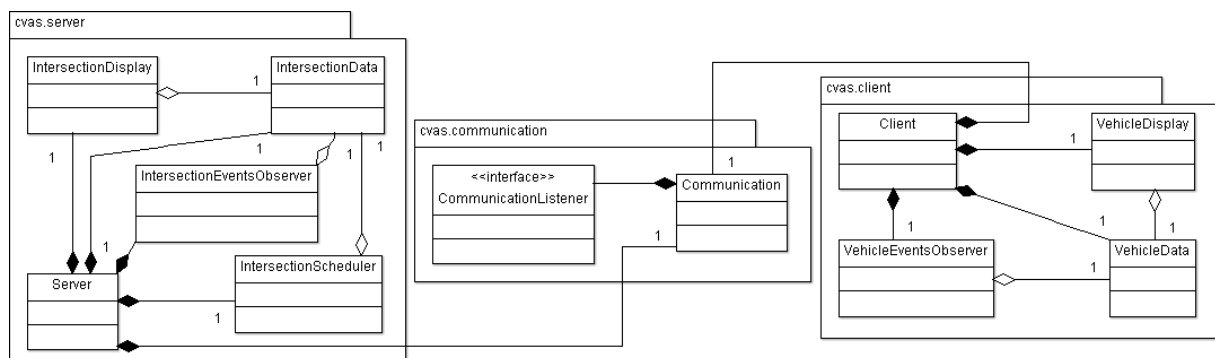 cvas.server
IntersectionDisplay
IntersectionData
1
1
1
1
1
IntersectionEventsObserver
1
IntersectionScheduler
Server
1
cvas.communication
<<interface>>
CommunicationListener
1
Communication
1
cvas.client
Client
VehicleDisplay
1
1
1
1
VehicleEventsObserver
VehicleData
1